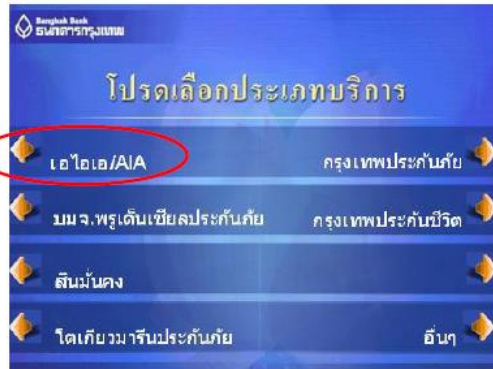 Bangkok Bank
ธนาคารกรุงเทพ
โปรดเลือกประเภทบริการ
เอไอเอ/AIA
กรุงเทพประกันภัย
บมจ.พรูเด็นเชียลประกันภัย
กรุงเทพประกันชีวิต
สินมั่นคง
โตเกียวมารีนประกันภัย
อื่นๆ